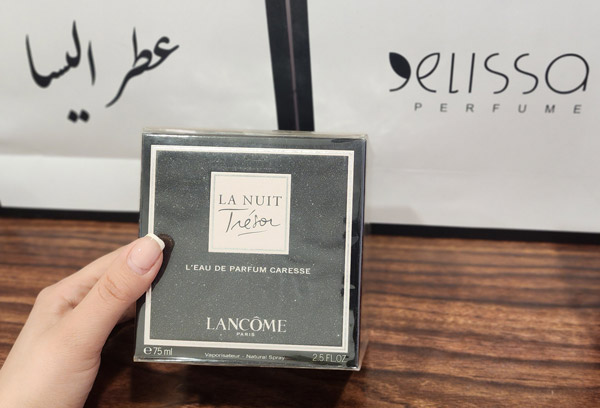 عطر اليسا
elissa
PERFUME
LA NUIT
Trésor
L'EAU DE PARFUM CARESSE
LANCÔME
PARIS
e 75 ml
Vaporisateur - Natural Spray
2.5 FL.OZ